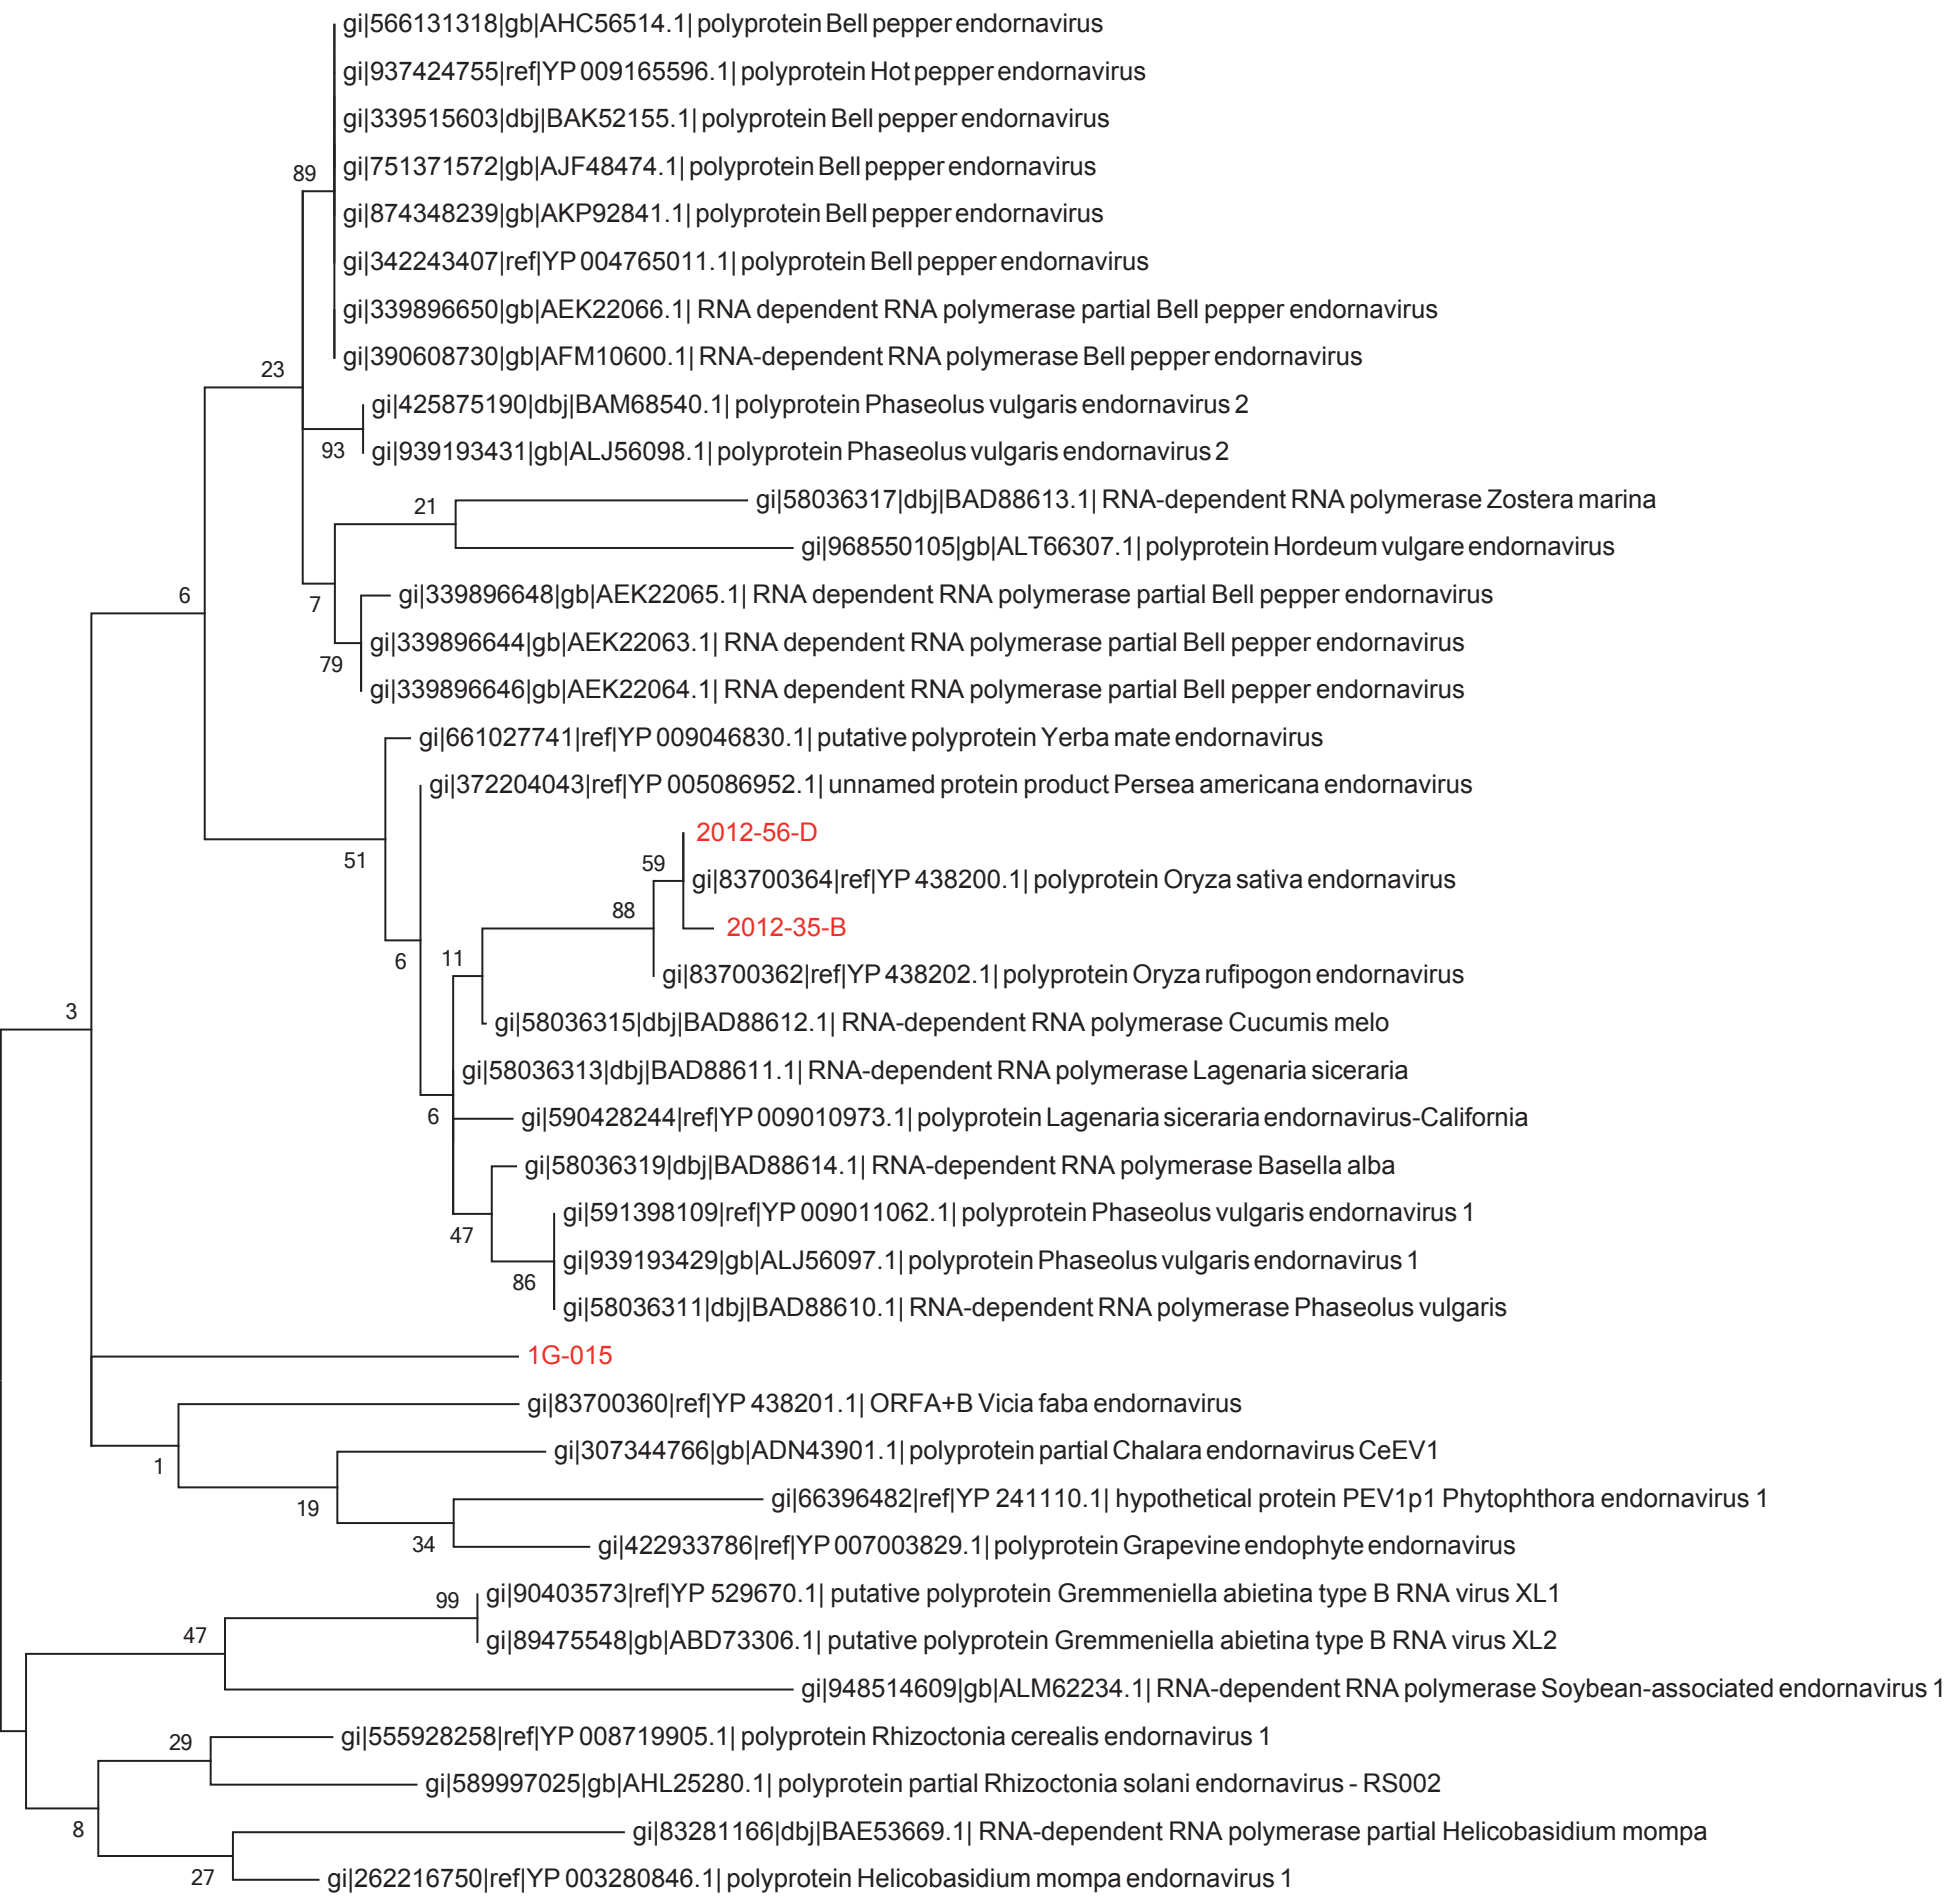 gi|566131318|gb|AHC56514.1| polyprotein Bell pepper endornavirus
gi|937424755|ref|YP 009165596.1| polyprotein Hot pepper endornavirus
gi|339515603|dbj|BAK52155.1| polyprotein Bell pepper endornavirus
gi|751371572|gb|AJF48474.1| polyprotein Bell pepper endornavirus
89
gi|874348239|gb|AKP92841.1| polyprotein Bell pepper endornavirus
gi|342243407|ref|YP 004765011.1| polyprotein Bell pepper endornavirus
gi|339896650|gb|AEK22066.1| RNA dependent RNA polymerase partial Bell pepper endornavirus
gi|390608730|gb|AFM10600.1| RNA-dependent RNA polymerase Bell pepper endornavirus
23
gi|425875190|dbj|BAM68540.1| polyprotein Phaseolus vulgaris endornavirus 2
93
gi|939193431|gb|ALJ56098.1| polyprotein Phaseolus vulgaris endornavirus 2
gi|58036317|dbj|BAD88613.1| RNA-dependent RNA polymerase Zostera marina
21
gi|968550105|gb|ALT66307.1| polyprotein Hordeum vulgare endornavirus
6
gi|339896648|gb|AEK22065.1| RNA dependent RNA polymerase partial Bell pepper endornavirus
7
gi|339896644|gb|AEK22063.1| RNA dependent RNA polymerase partial Bell pepper endornavirus
79
gi|339896646|gb|AEK22064.1| RNA dependent RNA polymerase partial Bell pepper endornavirus
gi|661027741|ref|YP 009046830.1| putative polyprotein Yerba mate endornavirus
gi|372204043|ref|YP 005086952.1| unnamed protein product Persea americana endornavirus
2012-56-D
51
59
gi|83700364|ref|YP 438200.1| polyprotein Oryza sativa endornavirus
88
2012-35-B
6
11
gi|83700362|ref|YP 438202.1| polyprotein Oryza rufipogon endornavirus
3
gi|58036315|dbj|BAD88612.1| RNA-dependent RNA polymerase Cucumis melo
gi|58036313|dbj|BAD88611.1| RNA-dependent RNA polymerase Lagenaria siceraria
6
gi|590428244|ref|YP 009010973.1| polyprotein Lagenaria siceraria endornavirus-California
gi|58036319|dbj|BAD88614.1| RNA-dependent RNA polymerase Basella alba
47
gi|591398109|ref|YP 009011062.1| polyprotein Phaseolus vulgaris endornavirus 1
gi|939193429|gb|ALJ56097.1| polyprotein Phaseolus vulgaris endornavirus 1
86
gi|58036311|dbj|BAD88610.1| RNA-dependent RNA polymerase Phaseolus vulgaris
1G-015
gi|83700360|ref|YP 438201.1| ORFA+B Vicia faba endornavirus
1
gi|307344766|gb|ADN43901.1| polyprotein partial Chalara endornavirus CeEV1
19
gi|66396482|ref|YP 241110.1| hypothetical protein PEV1p1 Phytophthora endornavirus 1
34
gi|422933786|ref|YP 007003829.1| polyprotein Grapevine endophyte endornavirus
99
gi|90403573|ref|YP 529670.1| putative polyprotein Gremmeniella abietina type B RNA virus XL1
47
gi|89475548|gb|ABD73306.1| putative polyprotein Gremmeniella abietina type B RNA virus XL2
gi|948514609|gb|ALM62234.1| RNA-dependent RNA polymerase Soybean-associated endornavirus 1
29
gi|555928258|ref|YP 008719905.1| polyprotein Rhizoctonia cerealis endornavirus 1
gi|589997025|gb|AHL25280.1| polyprotein partial Rhizoctonia solani endornavirus - RS002
8
gi|83281166|dbj|BAE53669.1| RNA-dependent RNA polymerase partial Helicobasidium mompa
27
gi|262216750|ref|YP 003280846.1| polyprotein Helicobasidium mompa endornavirus 1